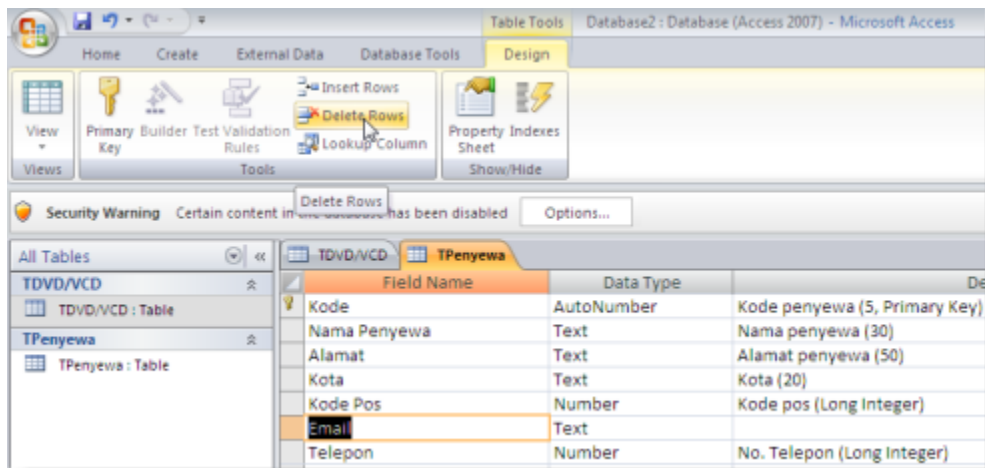 Table Tools Database2 : Database (Access 2007) - Microsoft Access
Home Create External Data Database Tools Design
View
Primary Key
Builder
Test Validation Rules
Insert Rows
Delete Rows
Lookup Column
Property Sheet
Indexes
Views Tools Show/Hide
Delete Rows
Security Warning Certain content in the database has been disabled Options...
All Tables
TDVD/VCD
TDVD/VCD : Table
TPenyewa
TPenyewa : Table
TDVD/VCD TPenyewa
Field Name Data Type De
Kode AutoNumber Kode penyewa (5, Primary Key)
Nama Penyewa Text Nama penyewa (30)
Alamat Text Alamat penyewa (50)
Kota Text Kota (20)
Kode Pos Number Kode pos (Long Integer)
Email Text
Telepon Number No. Telepon (Long Integer)